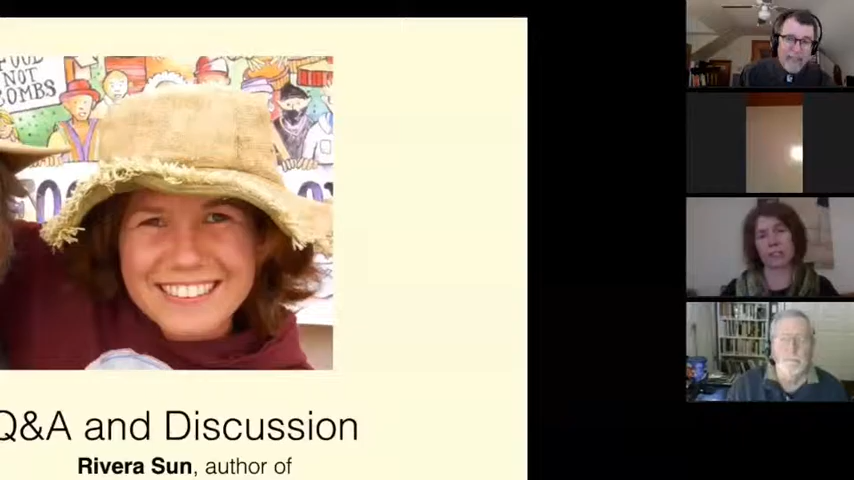 FOOD
NOT
BOMBS
Q&A and Discussion
Rivera Sun, author of